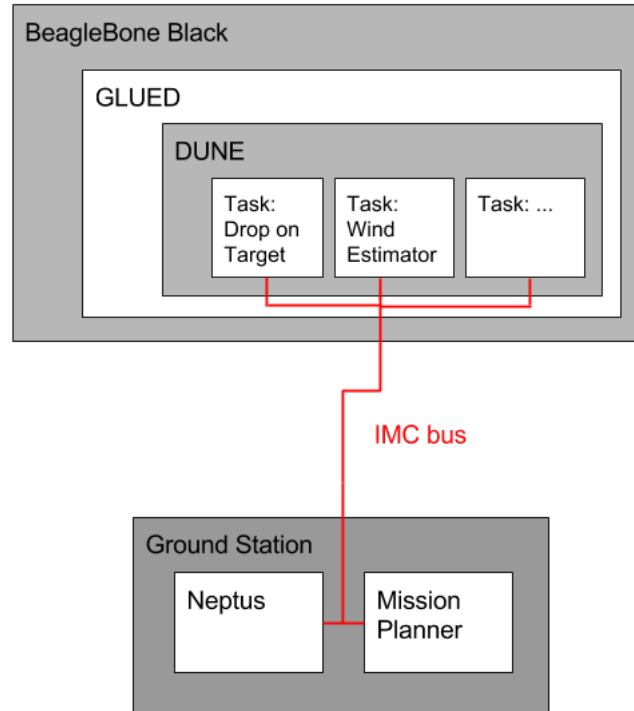 BeagleBone Black
GLUED
DUNE
Task:
Drop on
Target
Task:
Wind
Estimator
Task: ...
IMC bus
Ground Station
Neptus
Mission
Planner